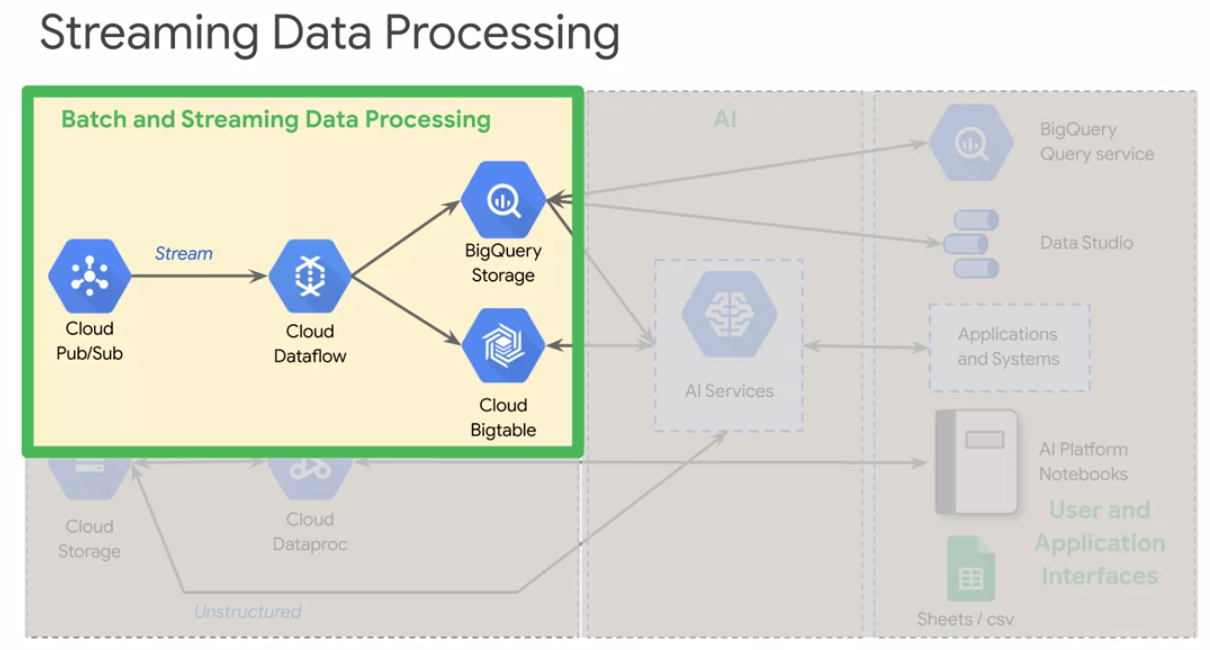 Streaming Data Processing
Batch and Streaming Data Processing
Stream
Cloud
Pub/Sub
Cloud
Dataflow
BigQuery
Storage
Cloud
Bigtable
Cloud
Storage
Cloud
Dataproc
Unstructured
AI
AI Services
BigQuery
Query service
Data Studio
Applications
and Systems
AI Platform
Notebooks
User and
Application
Interfaces
Sheets / csv